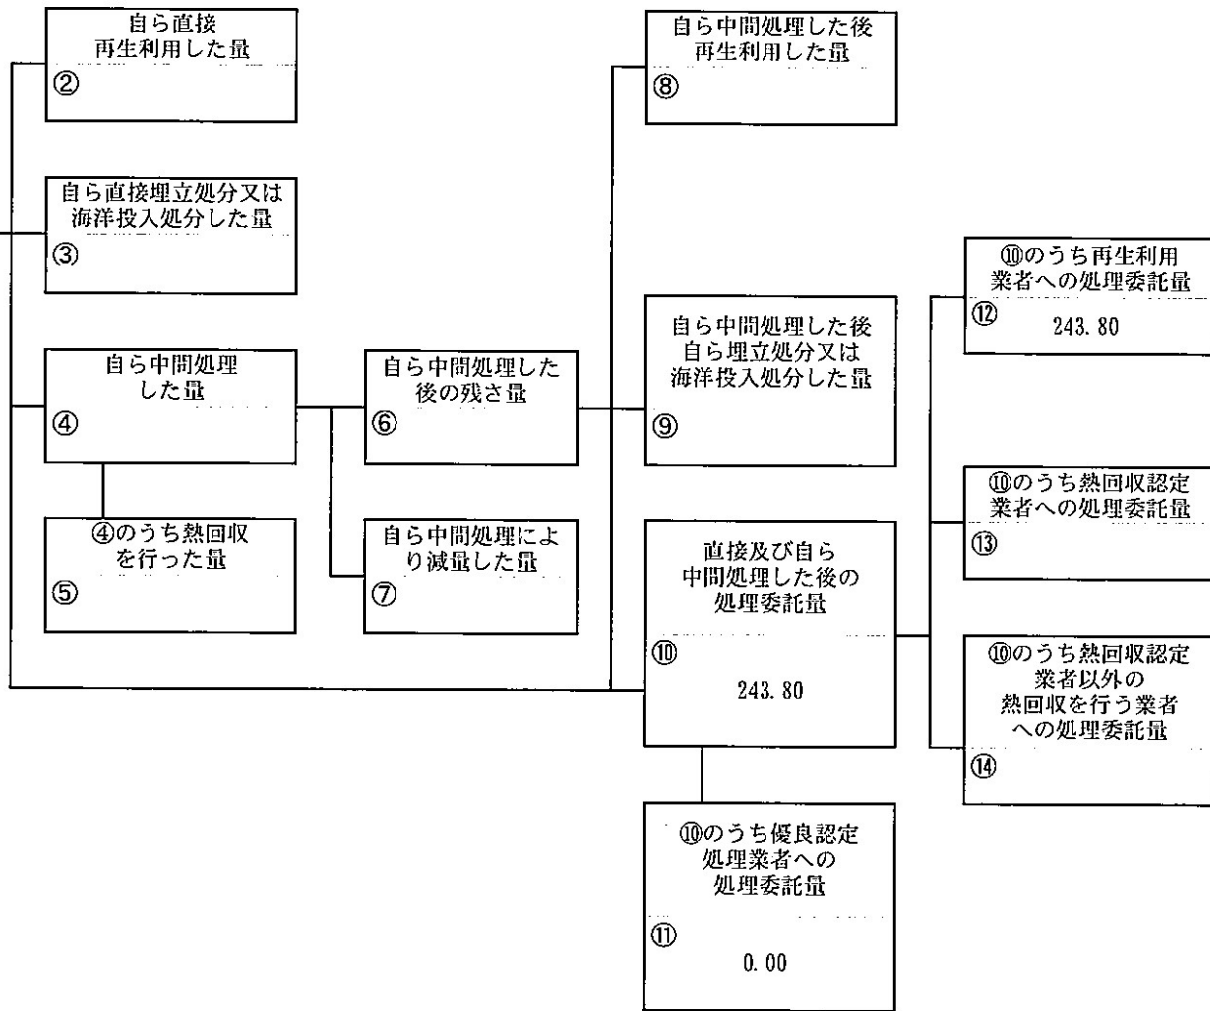 自ら直接
再生利用した量
②
自ら直接埋立処分又は
海洋投入処分した量
③
自ら中間処理
した量
④
④のうち熱回収
を行った量
⑤
自ら中間処理した
後の残さ量
⑥
自ら中間処理によ
り減量した量
⑦
自ら中間処理した後
再生利用した量
⑧
自ら中間処理した後
自ら埋立処分又は
海洋投入処分した量
⑨
直接及び自ら
中間処理した後の
処理委託量
⑩
243.80
⑩のうち優良認定
処理業者への
処理委託量
⑪
0.00
⑩のうち再生利用
業者への処理委託量
⑫
243.80
⑩のうち熱回収認定
業者への処理委託量
⑬
⑩のうち熱回収認定
業者以外の
熱回収を行う業者
への処理委託量
⑭